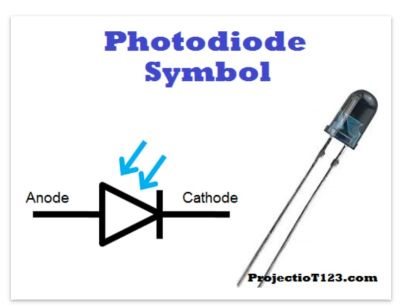 Photodiode
Symbol
Anode
Cathode
ProjectioT123.com